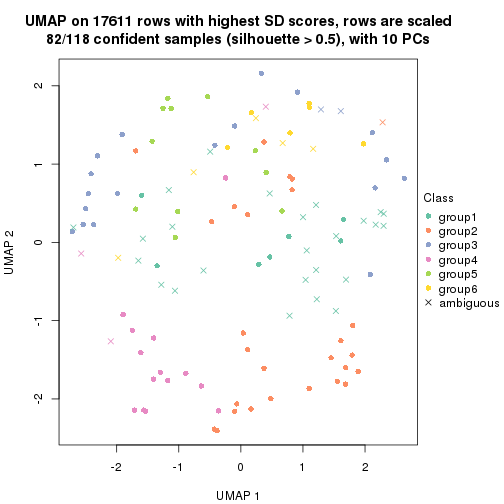 UMAP on 17611 rows with highest SD scores, rows are scaled
82/118 confident samples (silhouette > 0.5), with 10 PCs
2
1
0
-1
-2
UMAP 2
-2
-1
0
1
2
UMAP 1
Class
group1
group2
group3
group4
group5
group6
ambiguous